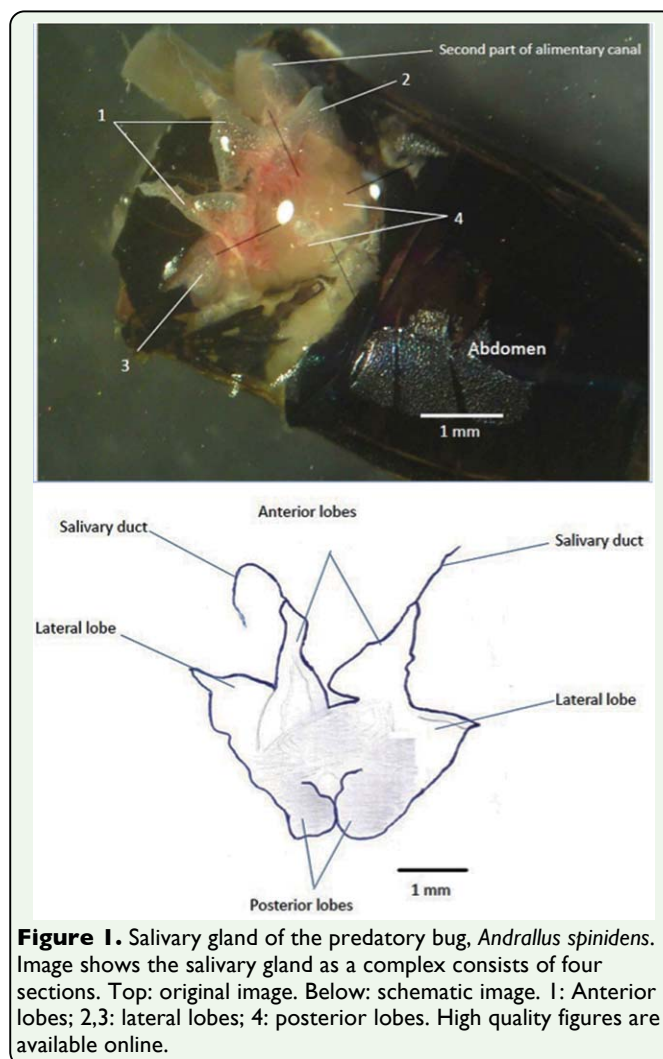 Second part of alimentary canal
2
1
4
3
Abdomen
1 mm
Anterior lobes
Salivary duct
Salivary duct
Lateral lobe
Lateral lobe
1 mm
Posterior lobes
Figure 1. Salivary gland of the predatory bug, Andrallus spinidens.
Image shows the salivary gland as a complex consists of four
sections. Top: original image. Below: schematic image. 1: Anterior
lobes; 2,3: lateral lobes; 4: posterior lobes. High quality figures are
available online.